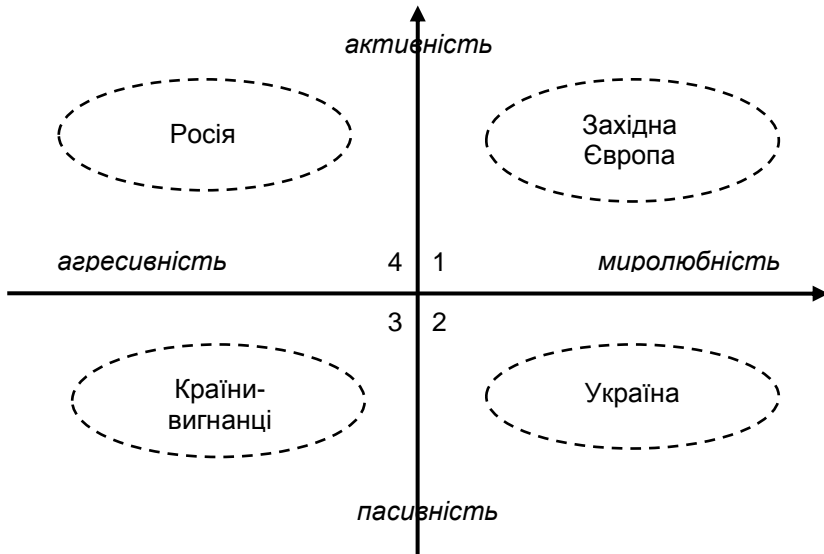 активність
Росія
Західна
Європа
агресивність
4
1
миролюбність
3
2
Країни-
вигнанці
Україна
пасивність